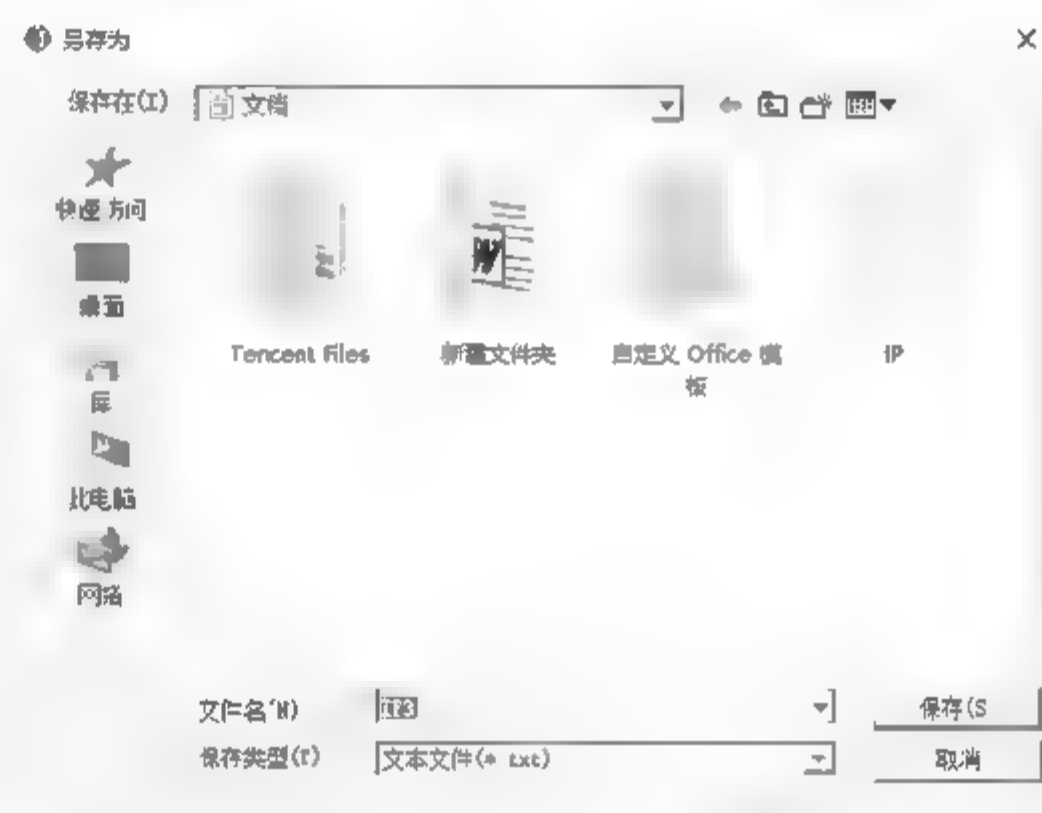 另存为
保存在(I)
文档
快速访问
桌面
库
此电脑
网络
Tencent Files
新建文件夹
自定义 Office 模
板
IP
文件名(N)
IP3
保存(S
保存类型(T)
文本文件(*.txt)
取消